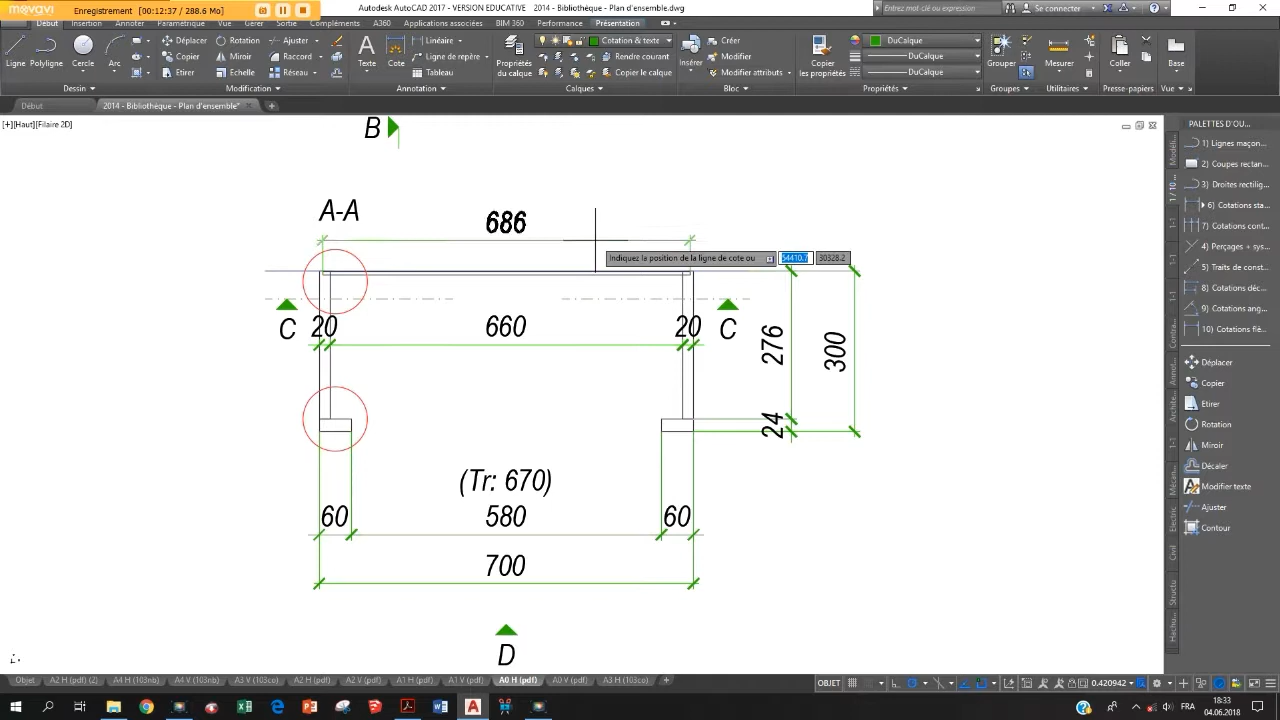 movavi
Enregistrement [00:12:37 / 288.6 Mo]
Autodesk AutoCAD 2017 - VERSION EDUCATIVE
2014 - Bibliothèque - Plan d'ensemble.dwg
Entrez mot-clé ou expression
Se connecter
Début
Insertion
Annoter
Paramétrique
Vue
Gérer
Sortie
Compléments
A360
Applications associées
BIM 360
Performance
Présentation
Ligne
Polyligne
Cercle
Arc
Déplacer
Rotation
Ajuster
Copier
Miroir
Raccord
Etirer
Echelle
Réseau
Texte
Cote
Linéaire
Ligne de repère
Tableau
Propriétés
du calque
Cotation & texte
Rendre courant
Copier le calque
Insérer
Créer
Modifier
Modifier attributs
Copier
les propriétés
DuCalque
DuCalque
DuCalque
Grouper
Mesurer
Coller
Base
Dessin
Modification
Annotation
Calques
Bloc
Propriétés
Groupes
Utilitaires
Presse-papiers
Vue
Début
2014 - Bibliothèque - Plan d'ensemble*
[+][Haut][Filaire 2D]
B
A-A
686
Indiquez la position de la ligne de cote ou
54410.7
30328.2
C
20
660
20
C
276
300
24
(Tr: 670)
60
580
60
700
D
PALETTES D'OU...
1) Lignes maçon...
2) Coupes rectan...
3) Droites rectilig...
6) Cotations sta...
7) Cotations cont...
4) Perçages + sy...
5) Traits de const...
8) Cotations déc...
9) Cotations ang...
10) Cotations flè...
Déplacer
Copier
Etirer
Rotation
Miroir
Décaler
Modifier texte
Ajuster
Contour
Objet
A2 H (pdf) (2)
A4 H (103nb)
A4 V (103nb)
A3 V (103co)
A2 H (pdf)
A2 V (pdf)
A1 H (pdf)
A1 V (pdf)
A0 H (pdf)
A0 V (pdf)
A3 H (103co)
OBJET
0.420942
FRA
18:33
04.06.2018